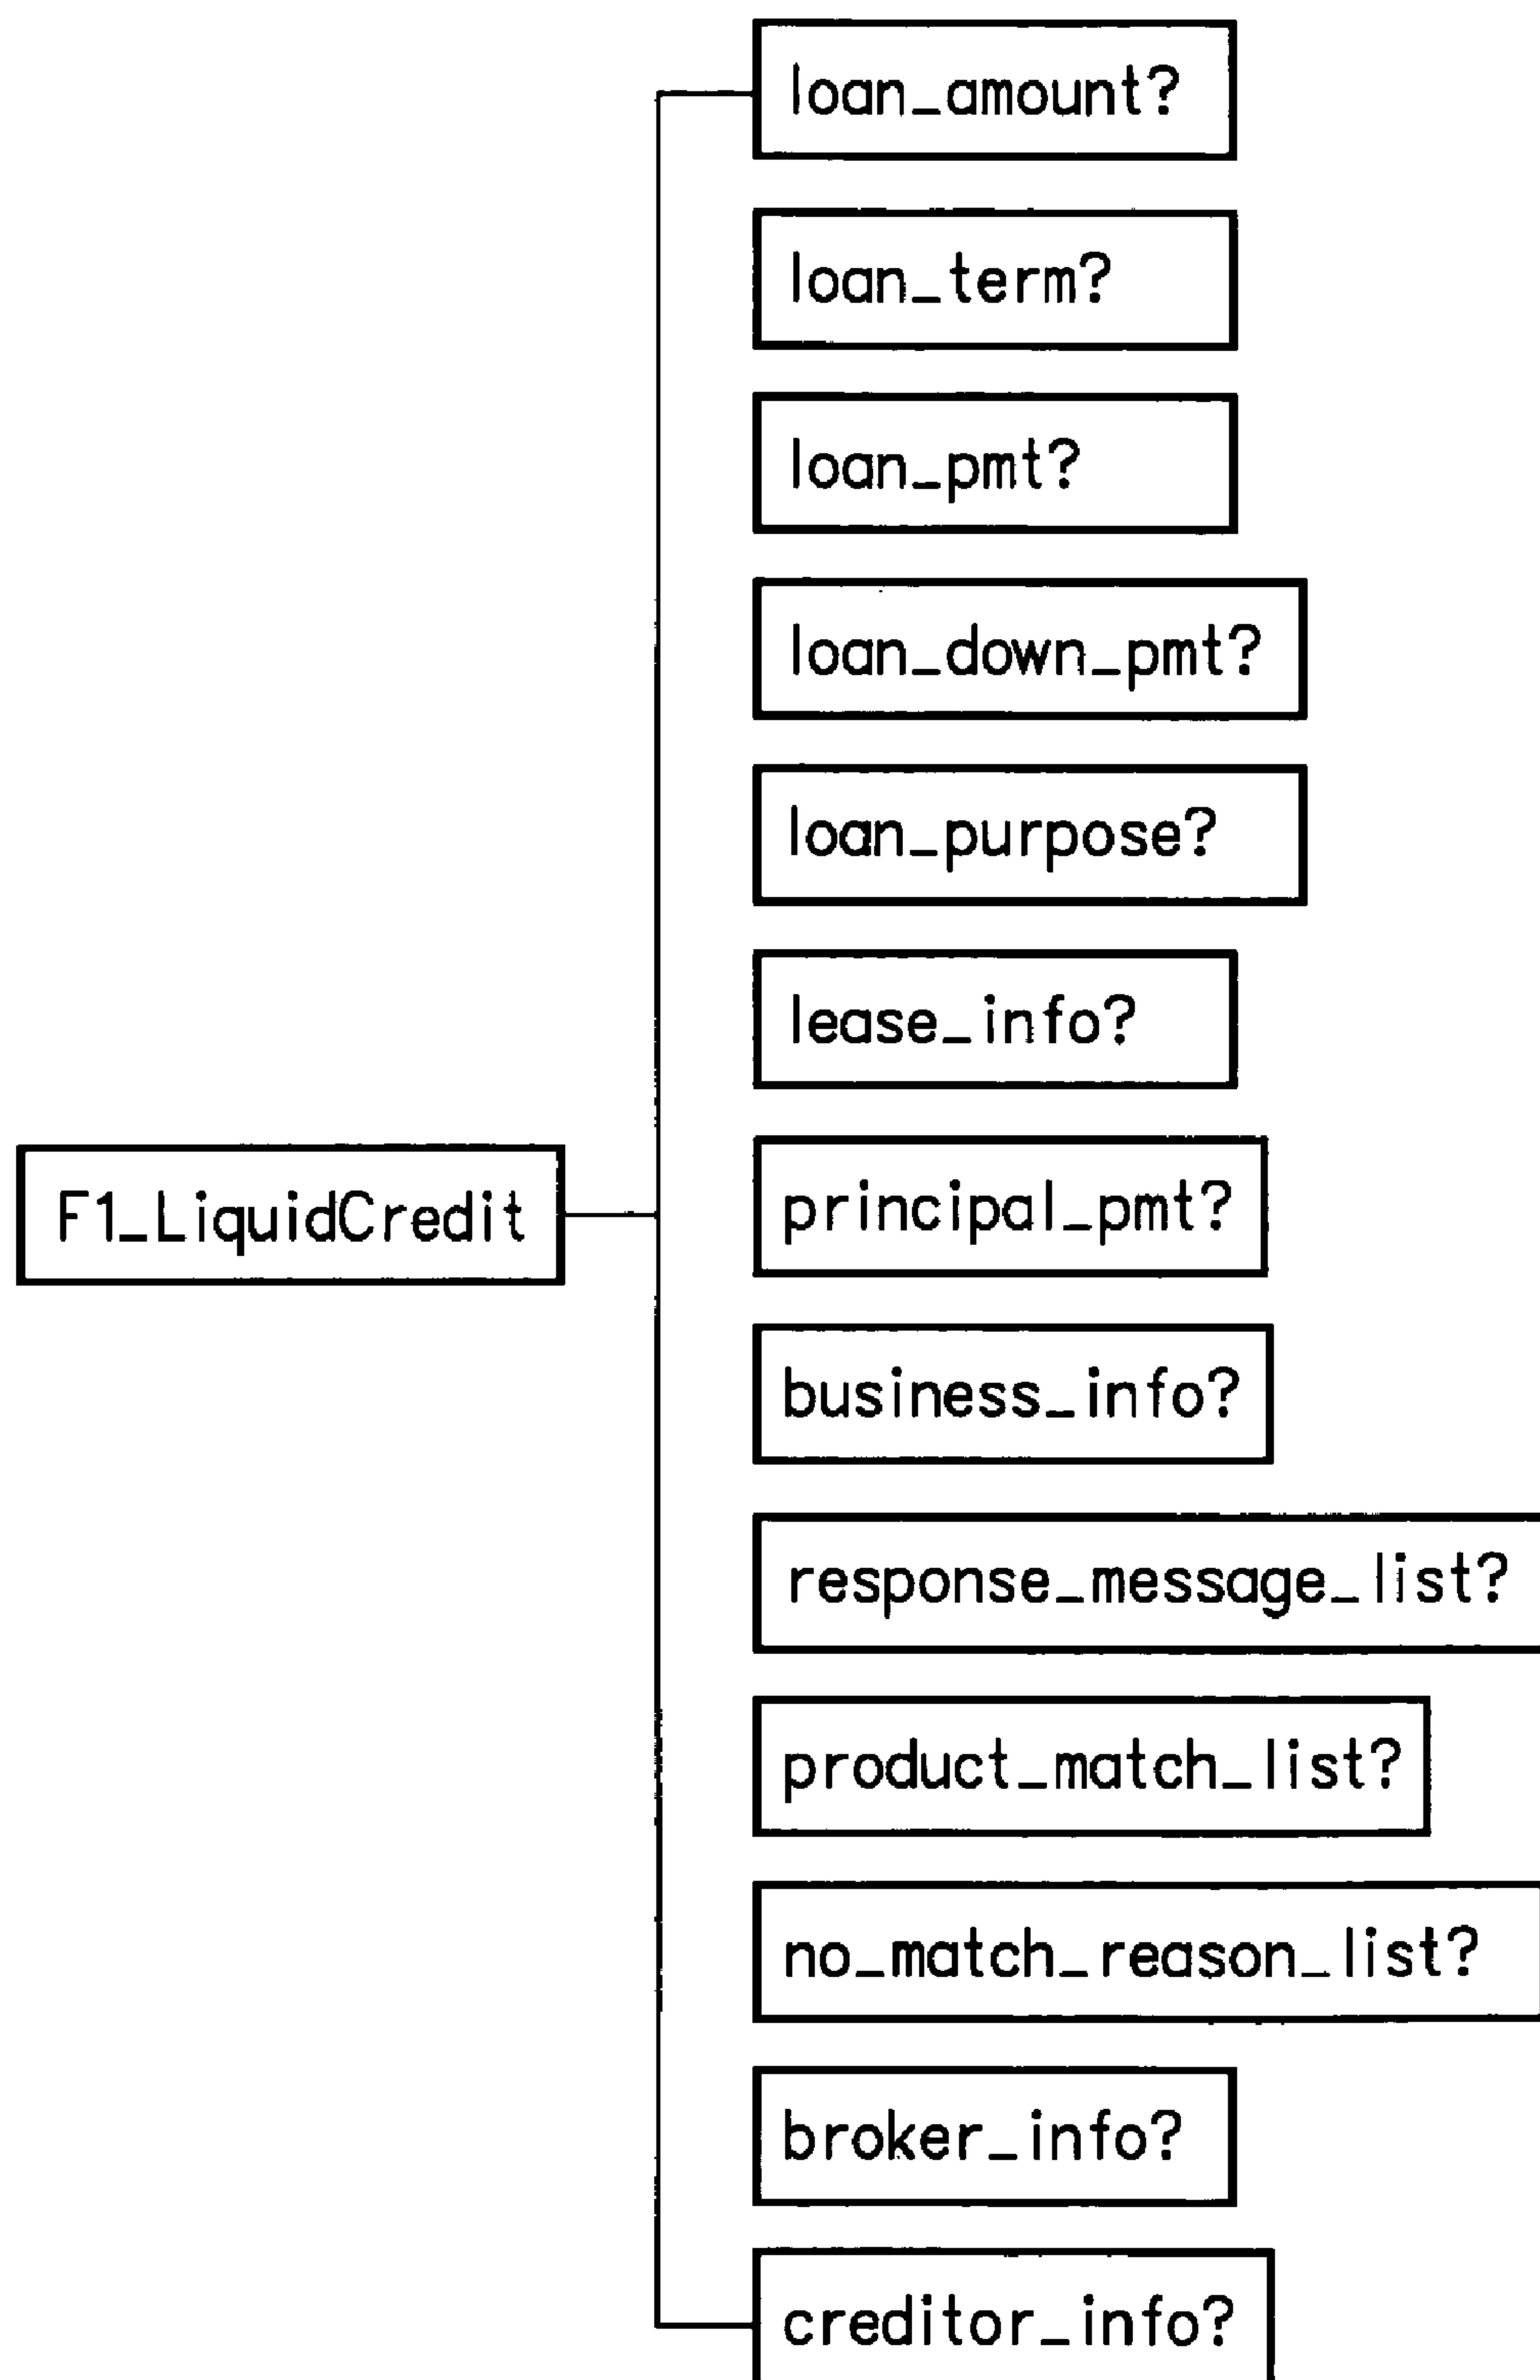 loan_amount?
loan_term?
loan_pmt?
loan_down_pmt?
loan_purpose?
lease_info?
F1_LiquidCredit
principal_pmt?
business_info?
response_message_list?
product_match_list?
no_match_reason_list?
broker_info?
creditor_info?